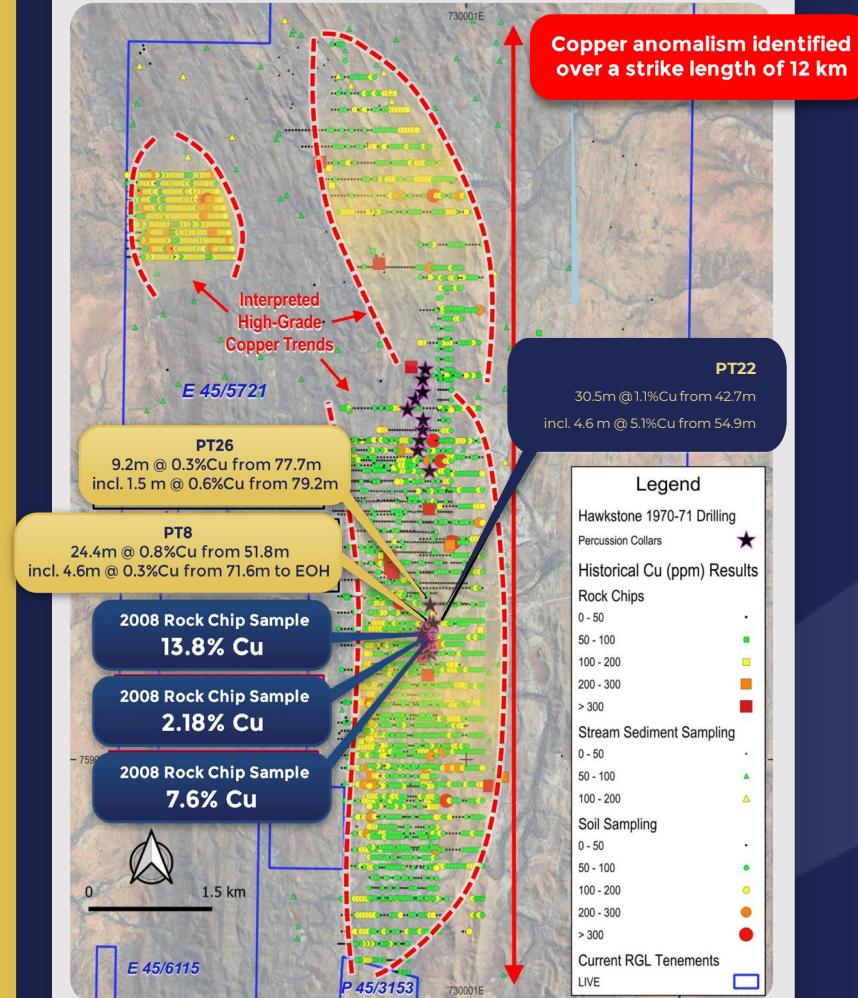 730001E
Copper anomalism identified
over a strike length of 12 km
Interpreted
High-Grade
Copper Trends
E 45/5721
PT22
30.5m @ 1.1%Cu from 42.7m
incl. 4.6 m @ 5.1%Cu from 54.9m
PT26
9.2m @ 0.3%Cu from 77.7m
incl. 1.5 m @ 0.6%Cu from 79.2m
PT8
24.4m @ 0.8%Cu from 51.8m
incl. 4.6m @ 0.3%Cu from 71.6m to EOH
2008 Rock Chip Sample
13.8% Cu
2008 Rock Chip Sample
2.18% Cu
2008 Rock Chip Sample
7.6% Cu
0 1.5 km
E 45/6115
P 45/3153
730001E
Legend
Hawkstone 1970-71 Drilling
Percussion Collars
Historical Cu (ppm) Results
Rock Chips
0 - 50
50 - 100
100 - 200
200 - 300
> 300
Stream Sediment Sampling
0 - 50
50 - 100
100 - 200
Soil Sampling
0 - 50
50 - 100
100 - 200
200 - 300
> 300
Current RGL Tenements
LIVE